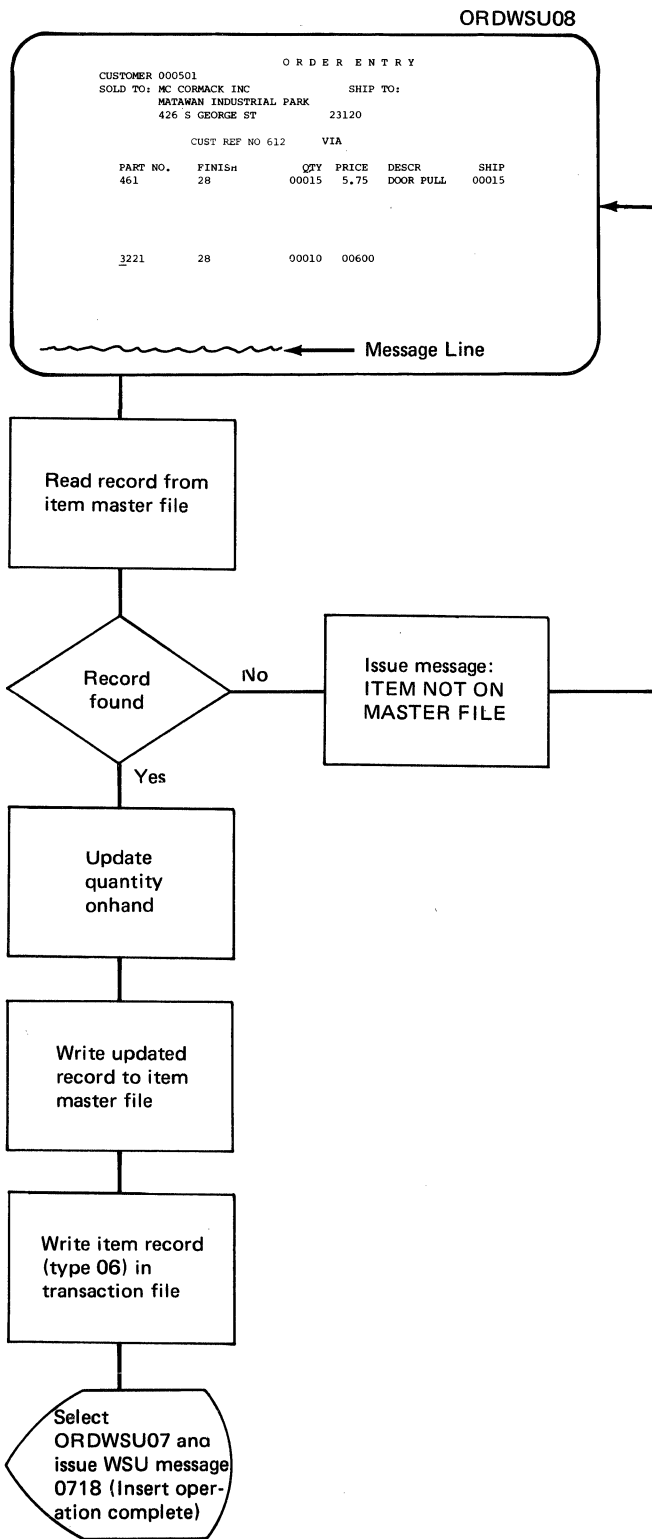 ORDWSU08
ORDER ENTRY
CUSTOMER 000501
SOLD TO: MC CORMACK INC SHIP TO:
MATAWAN INDUSTRIAL PARK
426 S GEORGE ST 23120
CUST REF NO 612 VIA
PART NO. FINISH QTY PRICE DESCR SHIP
461 28 00015 5.75 DOOR PULL 00015
3221 28 00010 00600
Message Line
Read record from
item master file
Record
found
No
Issue message:
ITEM NOT ON
MASTER FILE
Yes
Update
quantity
onhand
Write updated
record to item
master file
Write item record
(type 06) in
transaction file
Select
ORDWSU07 and
issue WSU message
0718 (Insert oper-
ation complete)